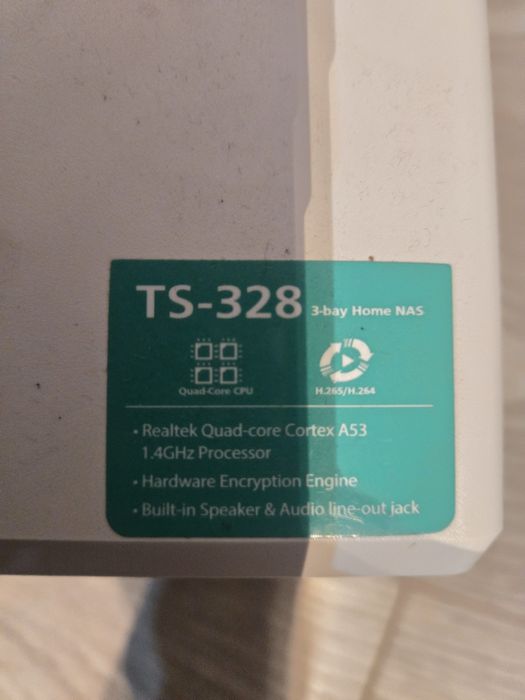 TS-328 3-bay Home NAS
Quad-Core CPU H.265/H.264
• Realtek Quad-core Cortex A53
1.4GHz Processor
• Hardware Encryption Engine
• Built-in Speaker & Audio line-out jack